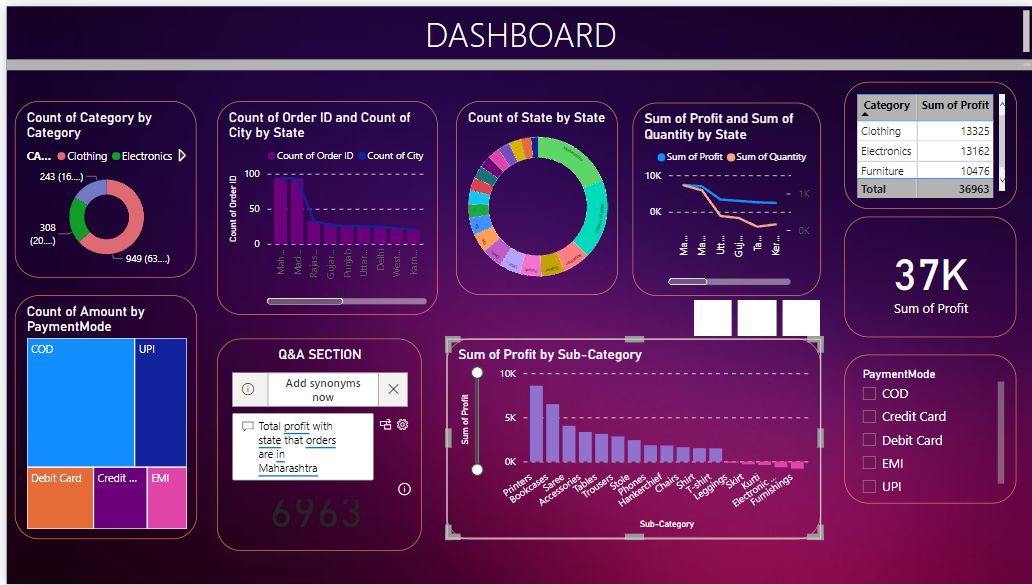 DASHBOARD
Count of Category by
Category
CA... Clothing Electronics
243 (16....)
308
(20....)
949 (63....)
Count of Order ID and Count of
City by State
Count of Order ID Count of City
Count of Order ID
100
50
0
Mah...
Mad...
Rajas...
Gujar...
Punjab
Uttar...
Delhi
West...
Karn...
Count of State by State
Sum of Profit and Sum of
Quantity by State
Sum of Profit Sum of Quantity
10K
0K
1K
0K
Ma...
Ma...
Utt...
Guj...
Ta...
Ker...
Category Sum of Profit
Clothing 13325
Electronics 13162
Furniture 10476
Total 36963
37K
Sum of Profit
Count of Amount by
PaymentMode
COD
UPI
Debit Card
Credit ...
EMI
Q&A SECTION
Add synonyms
now
Total profit with
state that orders
are in
Maharashtra
6963
Sum of Profit by Sub-Category
Sum of Profit
10K
5K
0K
Printers
Bookcases
Saree
Accessories
Tables
Trousers
Stole
Phones
Hankerchief
Chairs
Shirt
T-shirt
Leggings
Skirt
Kurti
Electronic ...
Furnishings
Sub-Category
PaymentMode
COD
Credit Card
Debit Card
EMI
UPI